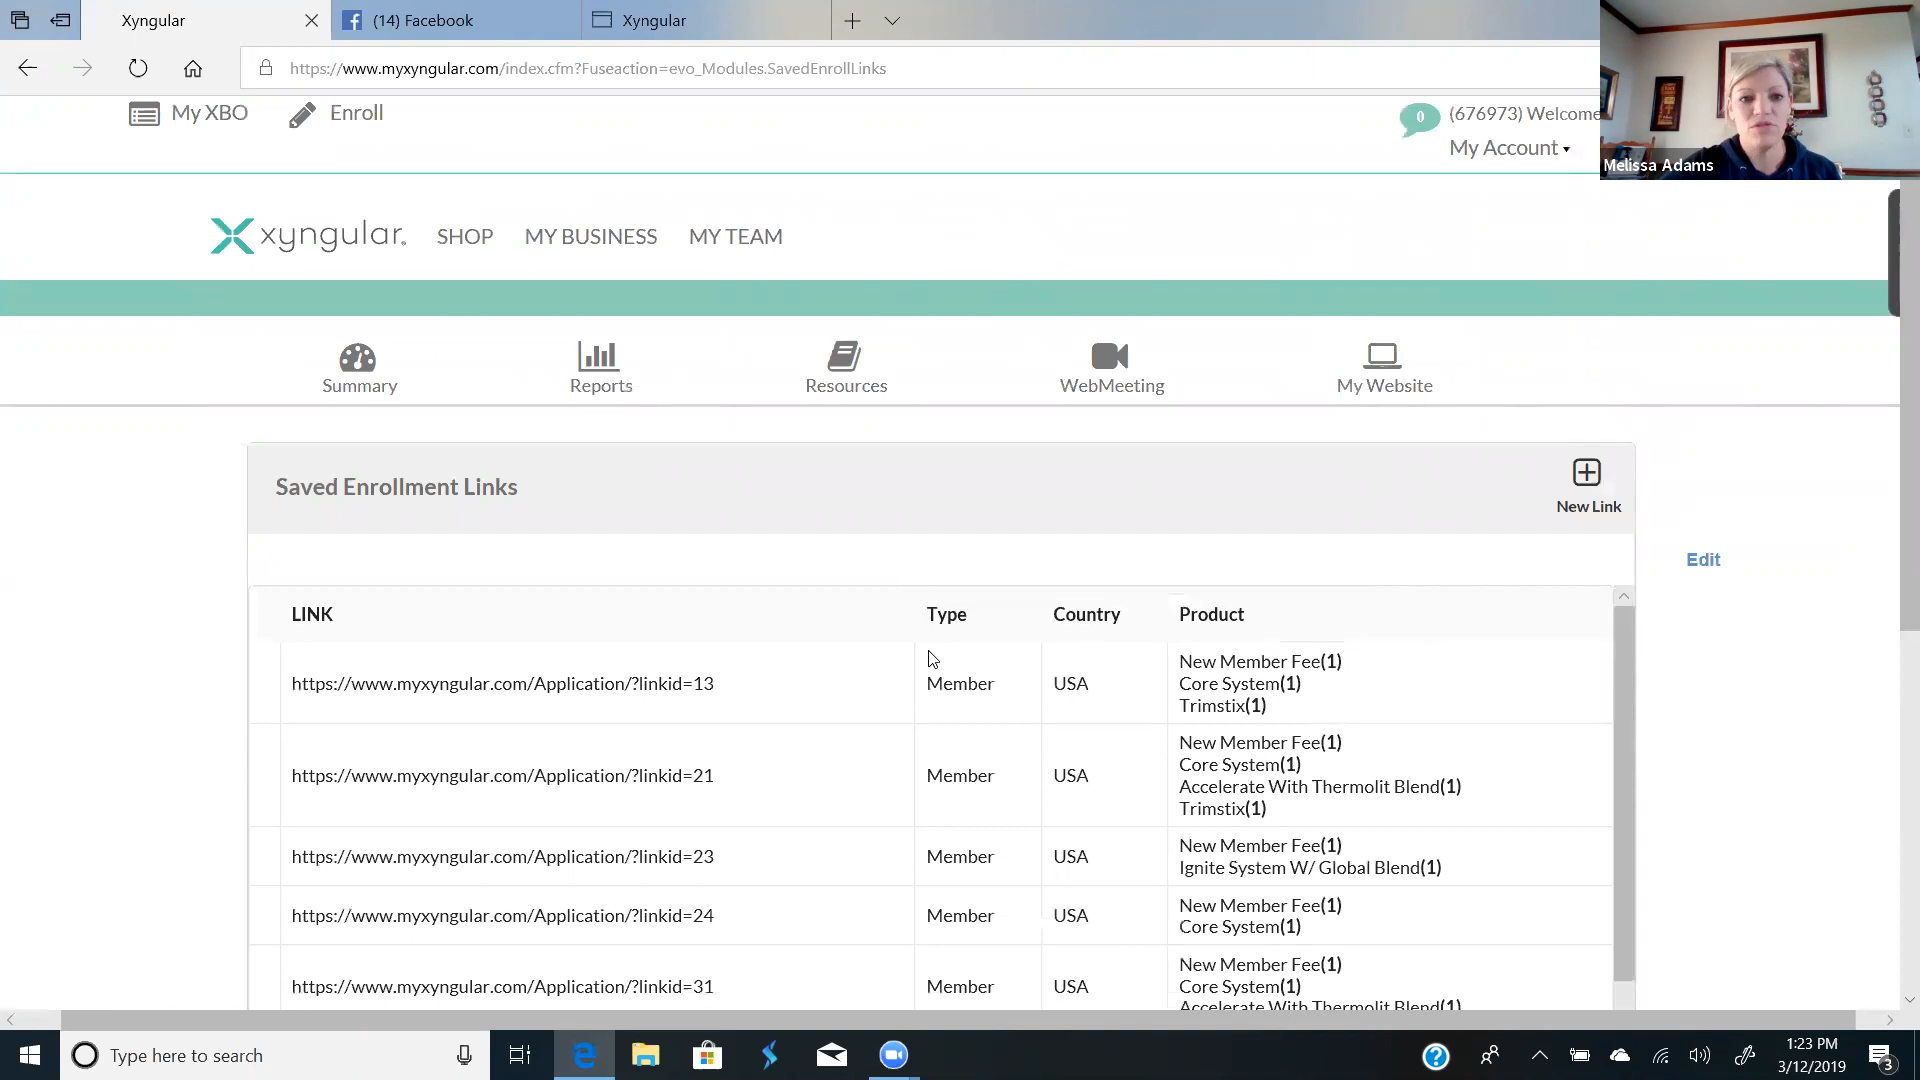 Xyngular
(14) Facebook
Xyngular
https://www.myxyngular.com/index.cfm?Fuseaction=evo_Modules.SavedEnrollLinks
My XBO
Enroll
0
(676973) Welcome
My Account
Melissa Adams
xyngular.
SHOP
MY BUSINESS
MY TEAM
Summary
Reports
Resources
WebMeeting
My Website
Saved Enrollment Links
New Link
Edit
LINK Type Country Product
https://www.myxyngular.com/Application/?linkid=13 Member USA
New Member Fee(1)
Core System(1)
Trimstix(1)
https://www.myxyngular.com/Application/?linkid=21 Member USA
New Member Fee(1)
Core System(1)
Accelerate With Thermolit Blend(1)
Trimstix(1)
https://www.myxyngular.com/Application/?linkid=23 Member USA
New Member Fee(1)
Ignite System W/ Global Blend(1)
https://www.myxyngular.com/Application/?linkid=24 Member USA
New Member Fee(1)
Core System(1)
https://www.myxyngular.com/Application/?linkid=31 Member USA
New Member Fee(1)
Core System(1)
Accelerate With Thermolit Blend(1)
Type here to search
1:23 PM
3/12/2019
3